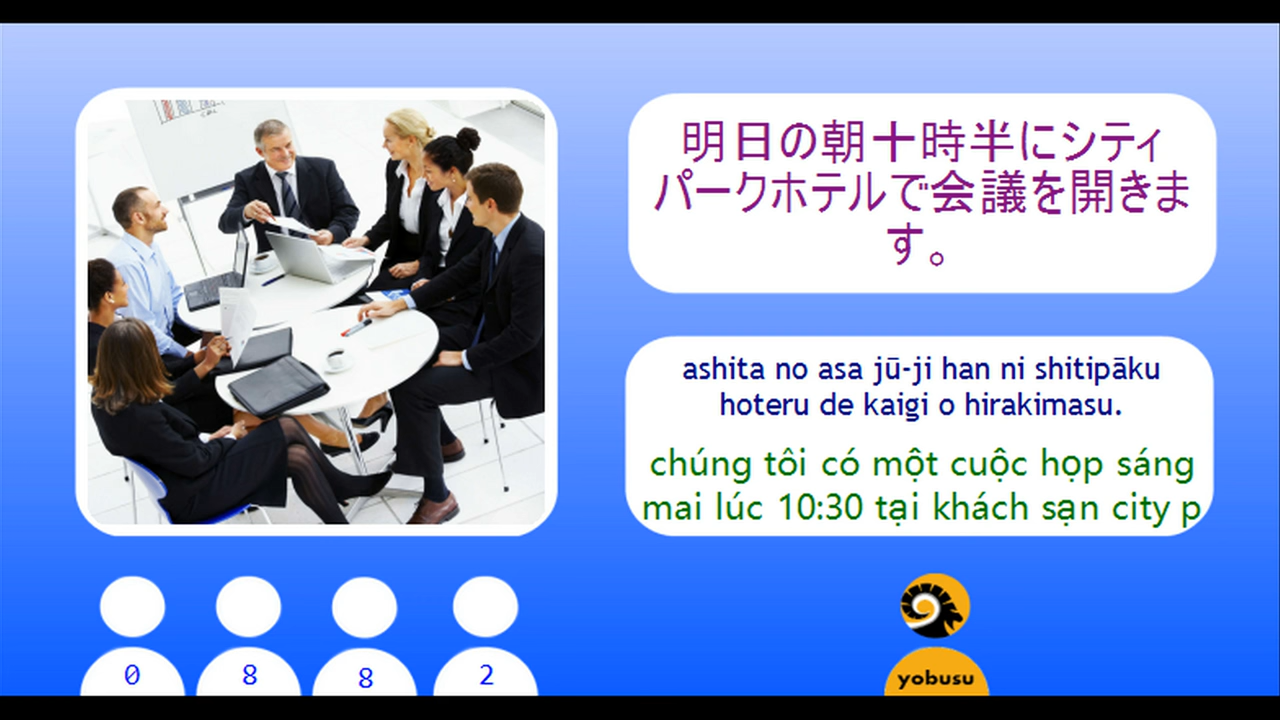 明日の朝十時半にシティ
パークホテルで会議を開きま
す。
ashita no asa jū-ji han ni shitipāku
hoteru de kaigi o hirakimasu.
chúng tôi có một cuộc họp sáng
mai lúc 10:30 tại khách sạn city p
0 8 8 2
yobusu